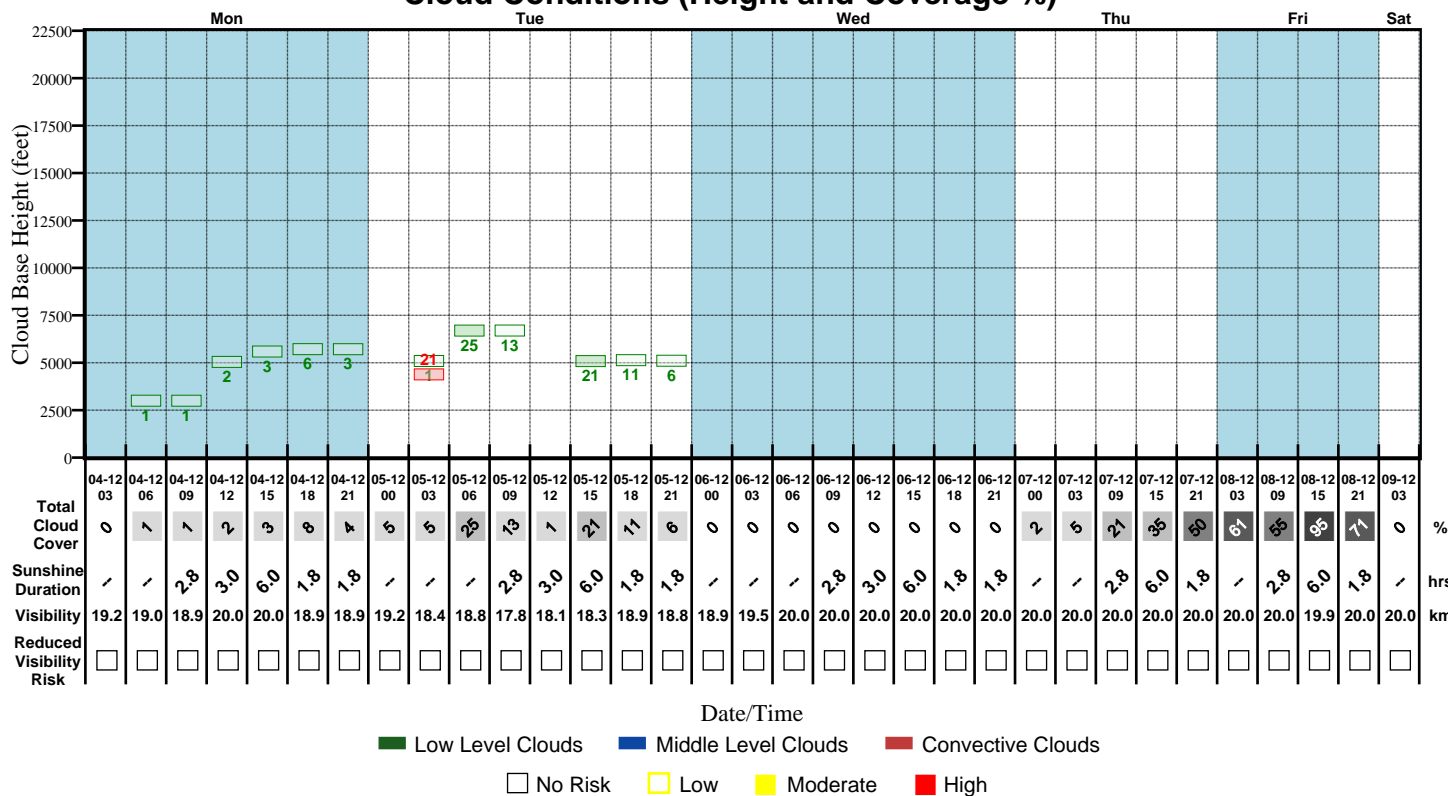 Cloud Conditions (Height and Coverage %)
Mon Tue Wed Thu Fri Sat
Cloud Base Height (feet)
22500
20000
17500
15000
12500
10000
7500
5000
2500
0
1 1 2 3 6 3 21 1 25 13 21 11 6
04-12 04-12 04-12 04-12 04-12 04-12 04-12 05-12 05-12 05-12 05-12 05-12 05-12 05-12 05-12 06-12 06-12 06-12 06-12 06-12 06-12 06-12 06-12 07-12 07-12 07-12 07-12 07-12 08-12 08-12 08-12 08-12 09-12
03 06 09 12 15 18 21 00 03 06 09 12 15 18 21 00 03 06 09 12 15 18 21 00 03 09 15 21 03 09 15 21 03
Total Cloud Cover 0 1 1 2 3 8 4 5 5 25 13 1 21 11 6 0 0 0 0 0 0 0 0 2 5 21 35 50 61 55 95 71 0 %
Sunshine Duration -- -- 2.8 3.0 6.0 1.8 1.8 -- -- -- 2.8 3.0 6.0 1.8 1.8 -- -- -- 2.8 3.0 6.0 1.8 1.8 -- -- 2.8 6.0 1.8 -- 2.8 6.0 1.8 -- hrs
Visibility 19.2 19.0 18.9 20.0 20.0 18.9 18.9 19.2 18.4 18.8 17.8 18.1 18.3 18.9 18.8 18.9 19.5 20.0 20.0 20.0 20.0 20.0 20.0 20.0 20.0 20.0 20.0 20.0 20.0 20.0 19.9 20.0 20.0 km
Reduced Visibility Risk
Date/Time
Low Level Clouds Middle Level Clouds Convective Clouds
No Risk Low Moderate High